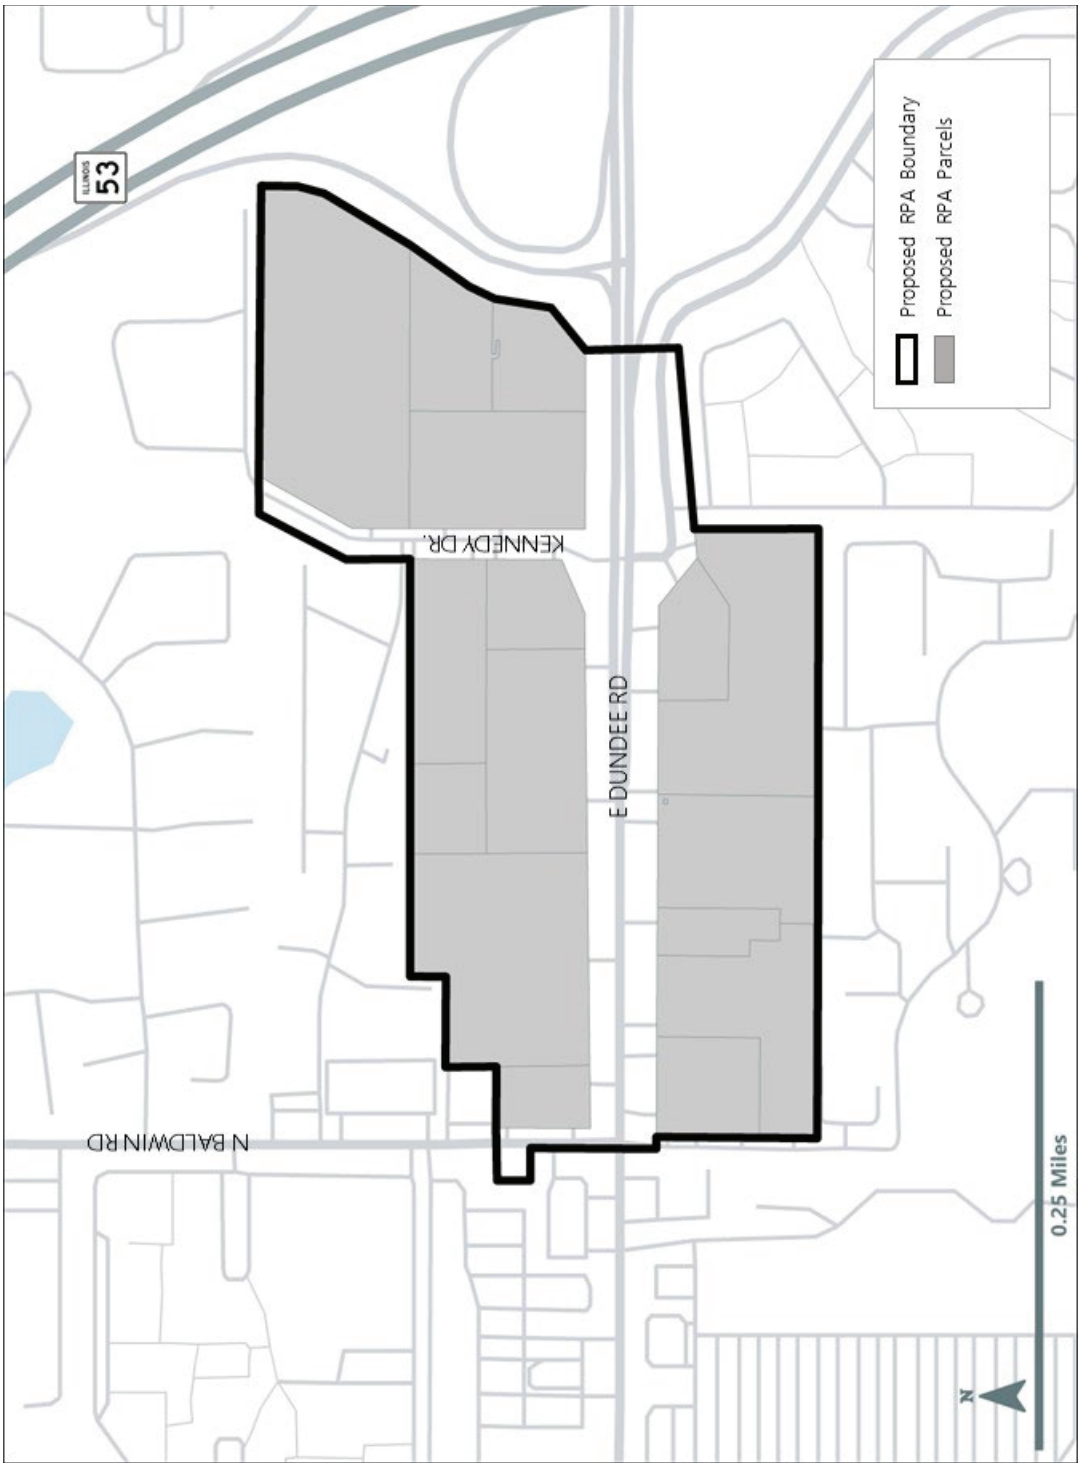 ILLINOIS
53
KENNEDY DR.
E DUNDEE RD
N BALDWIN RD
Proposed RPA Boundary
Proposed RPA Parcels
N
0.25 Miles